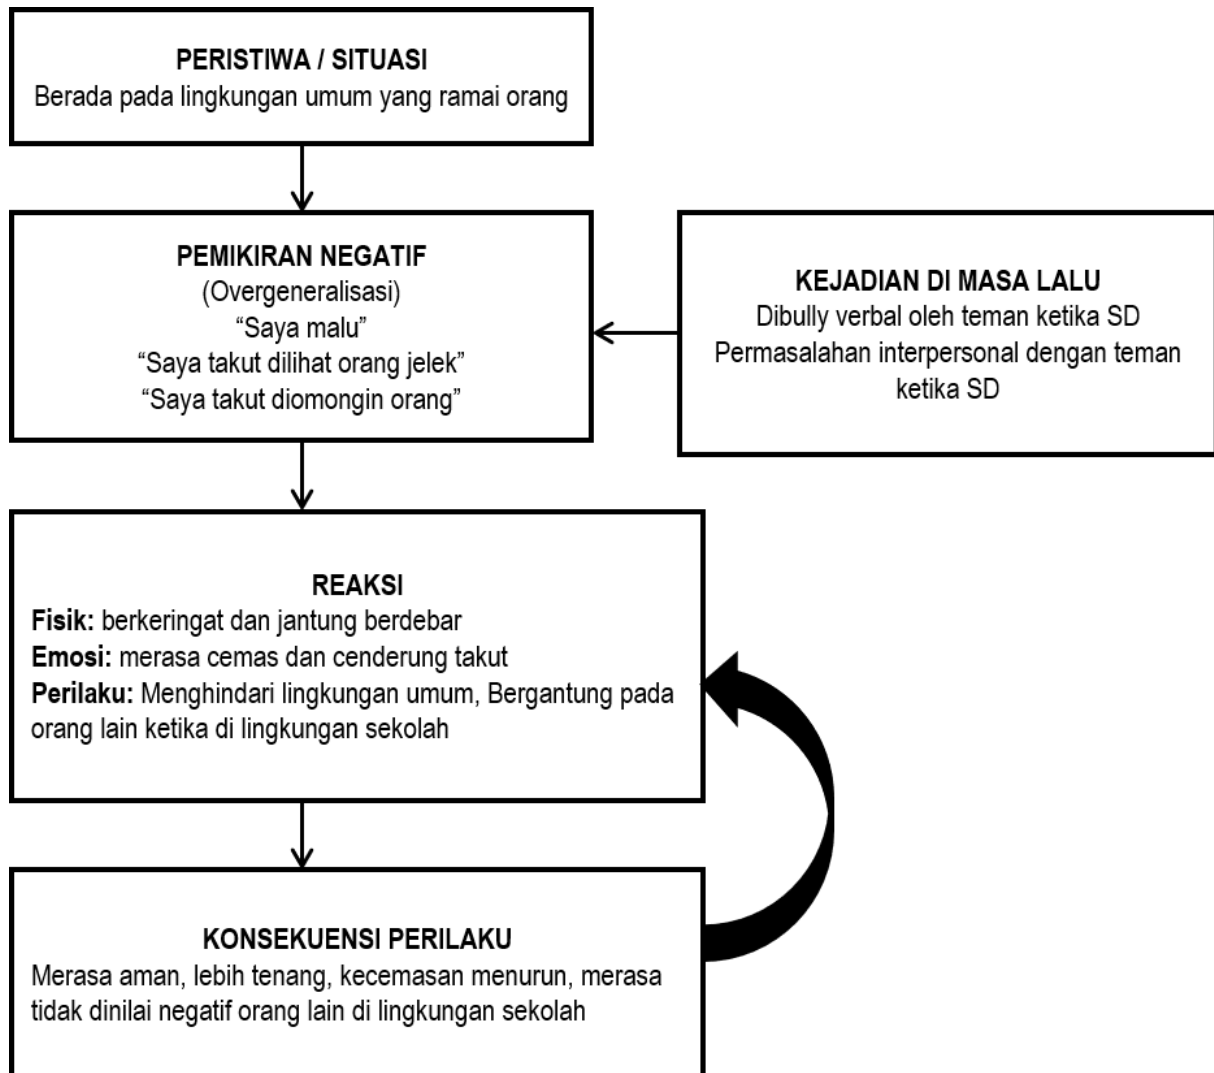 PERISTIWA / SITUASI
Berada pada lingkungan umum yang ramai orang
PEMIKIRAN NEGATIF
(Overgeneralisasi)
“Saya malu”
“Saya takut dilihat orang jelek”
“Saya takut diomongin orang”
KEJADIAN DI MASA LALU
Dibully verbal oleh teman ketika SD
Permasalahan interpersonal dengan teman
ketika SD
REAKSI
Fisik: berkeringat dan jantung berdebar
Emosi: merasa cemas dan cenderung takut
Perilaku: Menghindari lingkungan umum, Bergantung pada
orang lain ketika di lingkungan sekolah
KONSEKUENSI PERILAKU
Merasa aman, lebih tenang, kecemasan menurun, merasa
tidak dinilai negatif orang lain di lingkungan sekolah